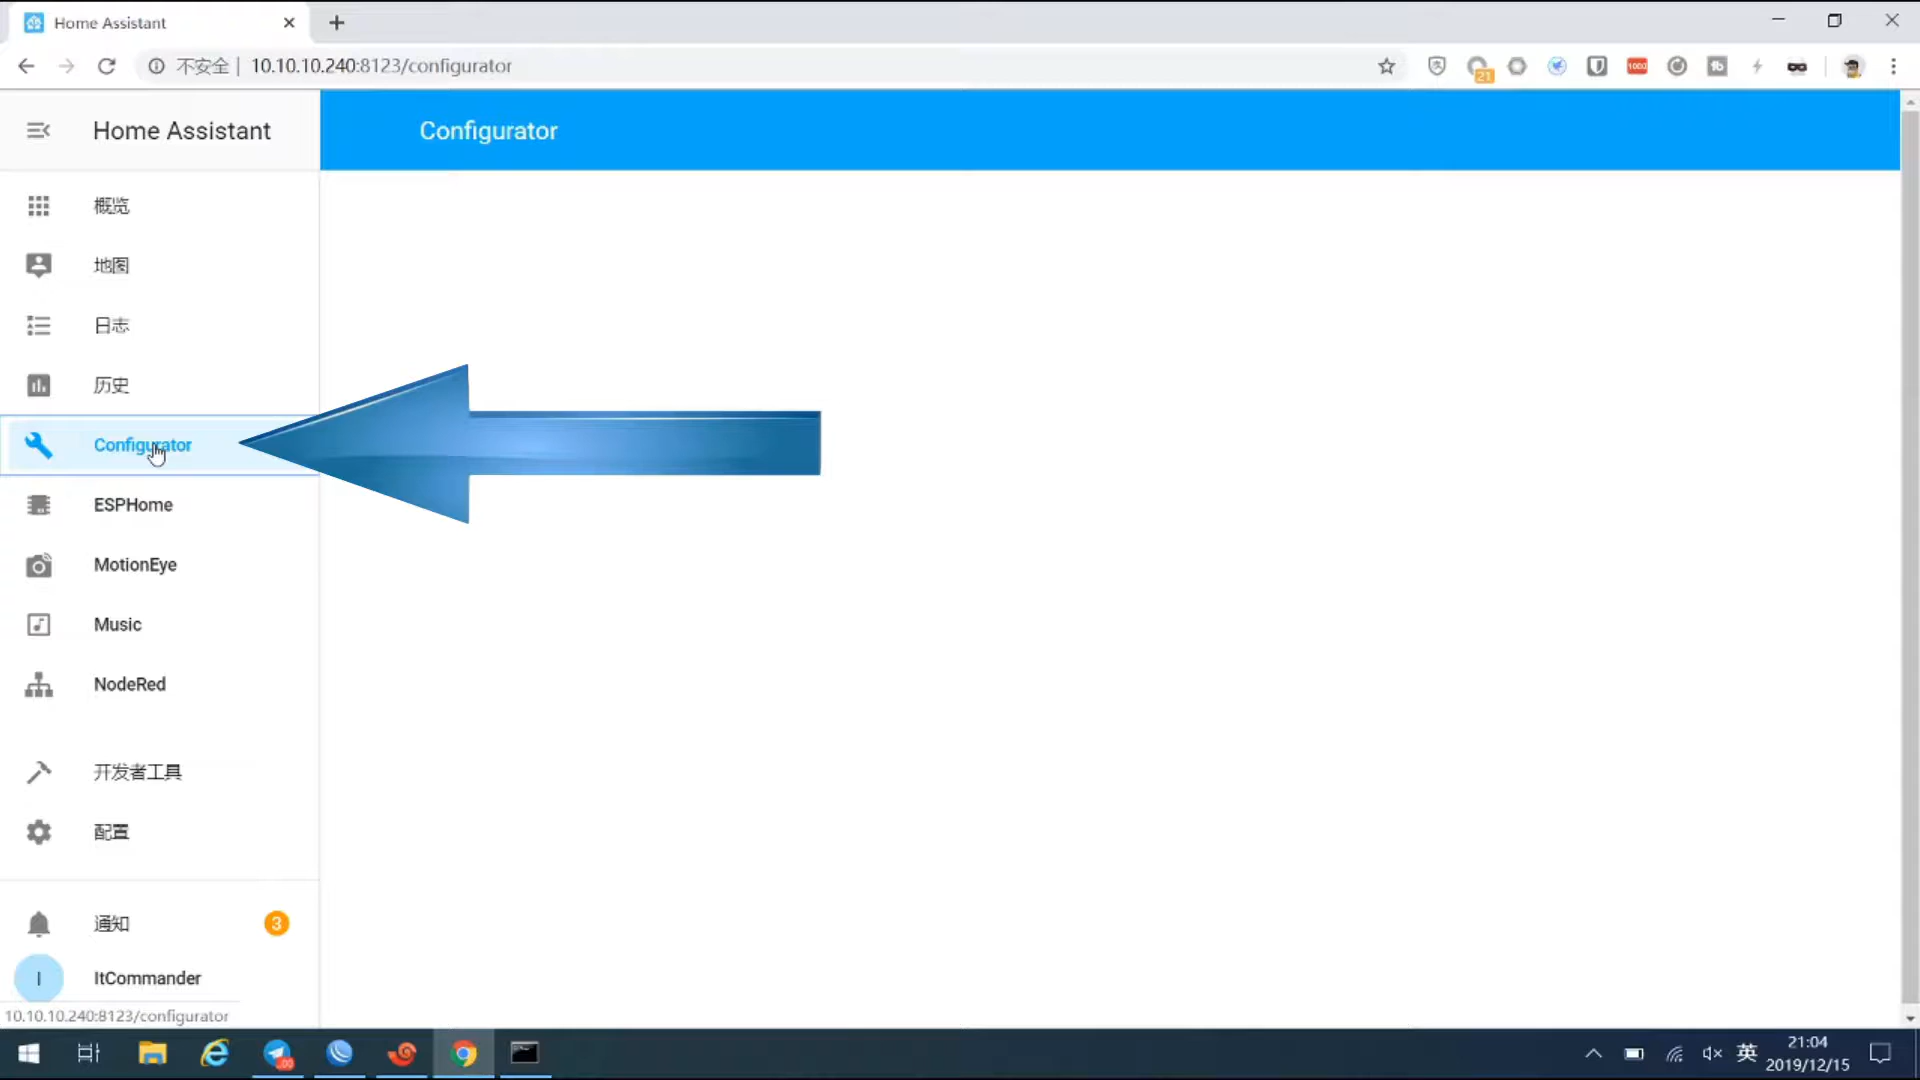 Home Assistant
不安全 | 10.10.10.240:8123/configurator
21
1000
Home Assistant
Configurator
概览
地图
日志
历史
Configurator
ESPHome
MotionEye
Music
NodeRed
开发者工具
配置
通知
3
I
ItCommander
10.10.10.240:8123/configurator
英
21:04
2019/12/15